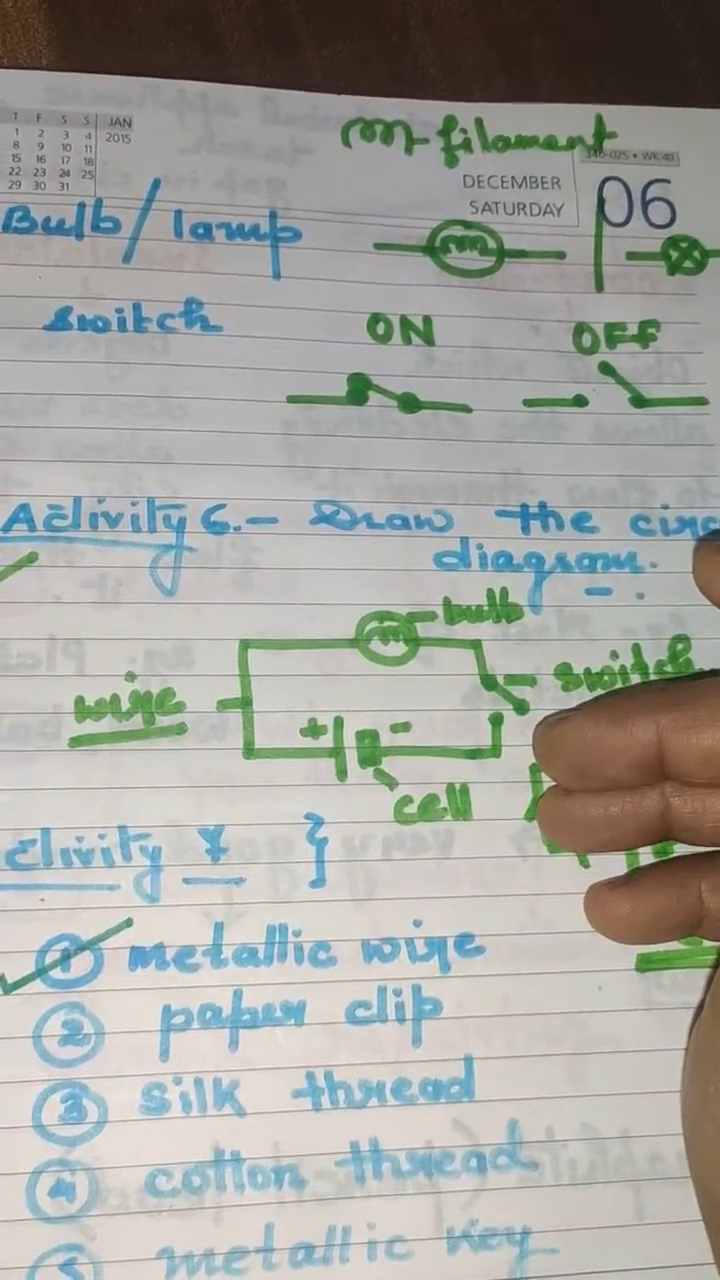 T F S S JAN
1 2 3 4 2015
8 9 10 11
15 16 17 18
22 23 24 25
29 30 31
filament
DECEMBER 06
SATURDAY
Bulb/lamp
switch ON OFF
Activity 6.- Draw the
diagram.
bulb
switch
wire
+ -
cell
ctivity 7 }
1 metallic wire
2 paper clip
3 silk thread
4 cotton thread
5 metallic key